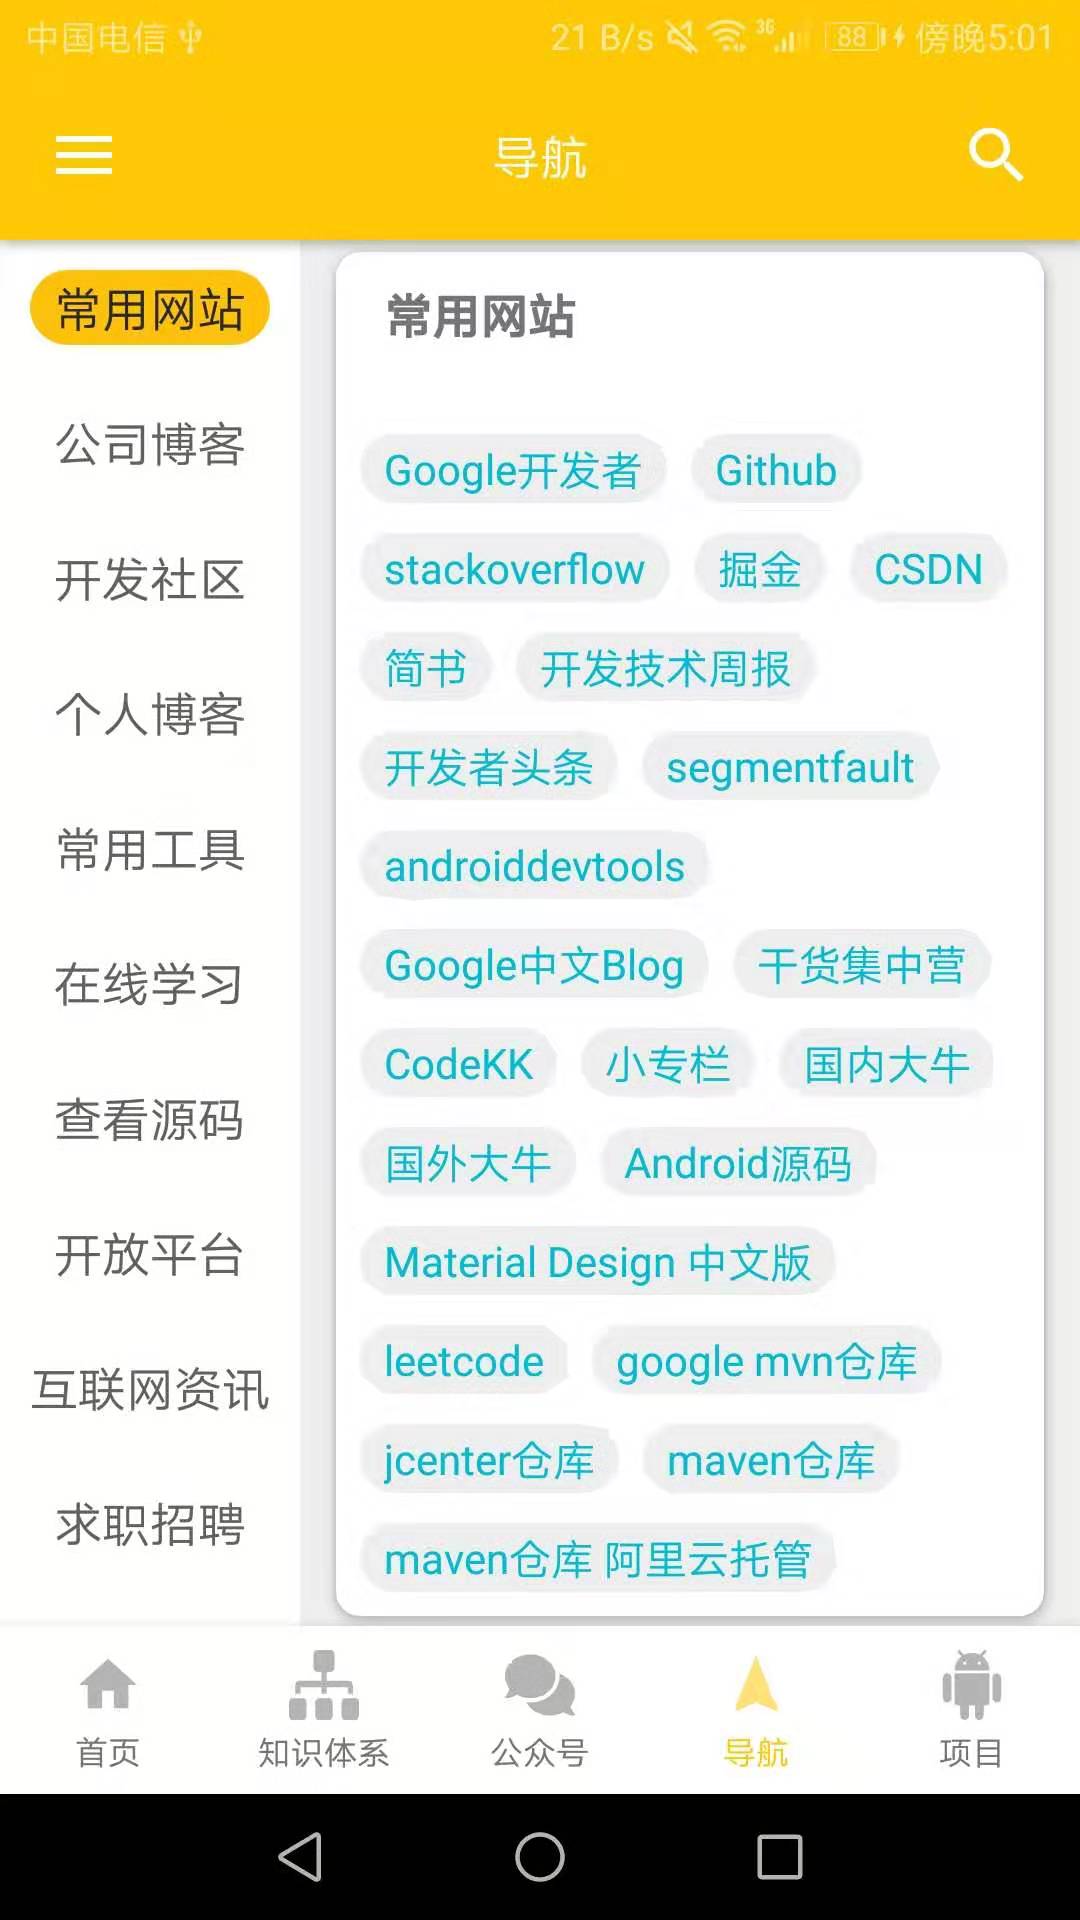 中国电信 21 B/s 3G 88 傍晚5:01
导航
常用网站
公司博客
开发社区
个人博客
常用工具
在线学习
查看源码
开放平台
互联网资讯
求职招聘
常用网站
Google开发者 Github
stackoverflow 掘金 CSDN
简书 开发技术周报
开发者头条 segmentfault
androiddevtools
Google中文Blog 干货集中营
CodeKK 小专栏 国内大牛
国外大牛 Android源码
Material Design 中文版
leetcode google mvn仓库
jcenter仓库 maven仓库
maven仓库 阿里云托管
首页 知识体系 公众号 导航 项目